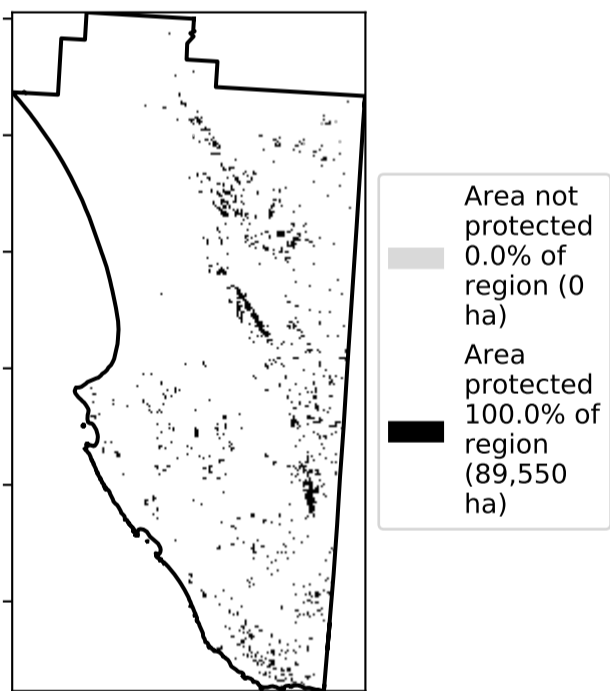 Area not
protected
0.0% of
region (0
ha)
Area
protected
100.0% of
region
(89,550
ha)